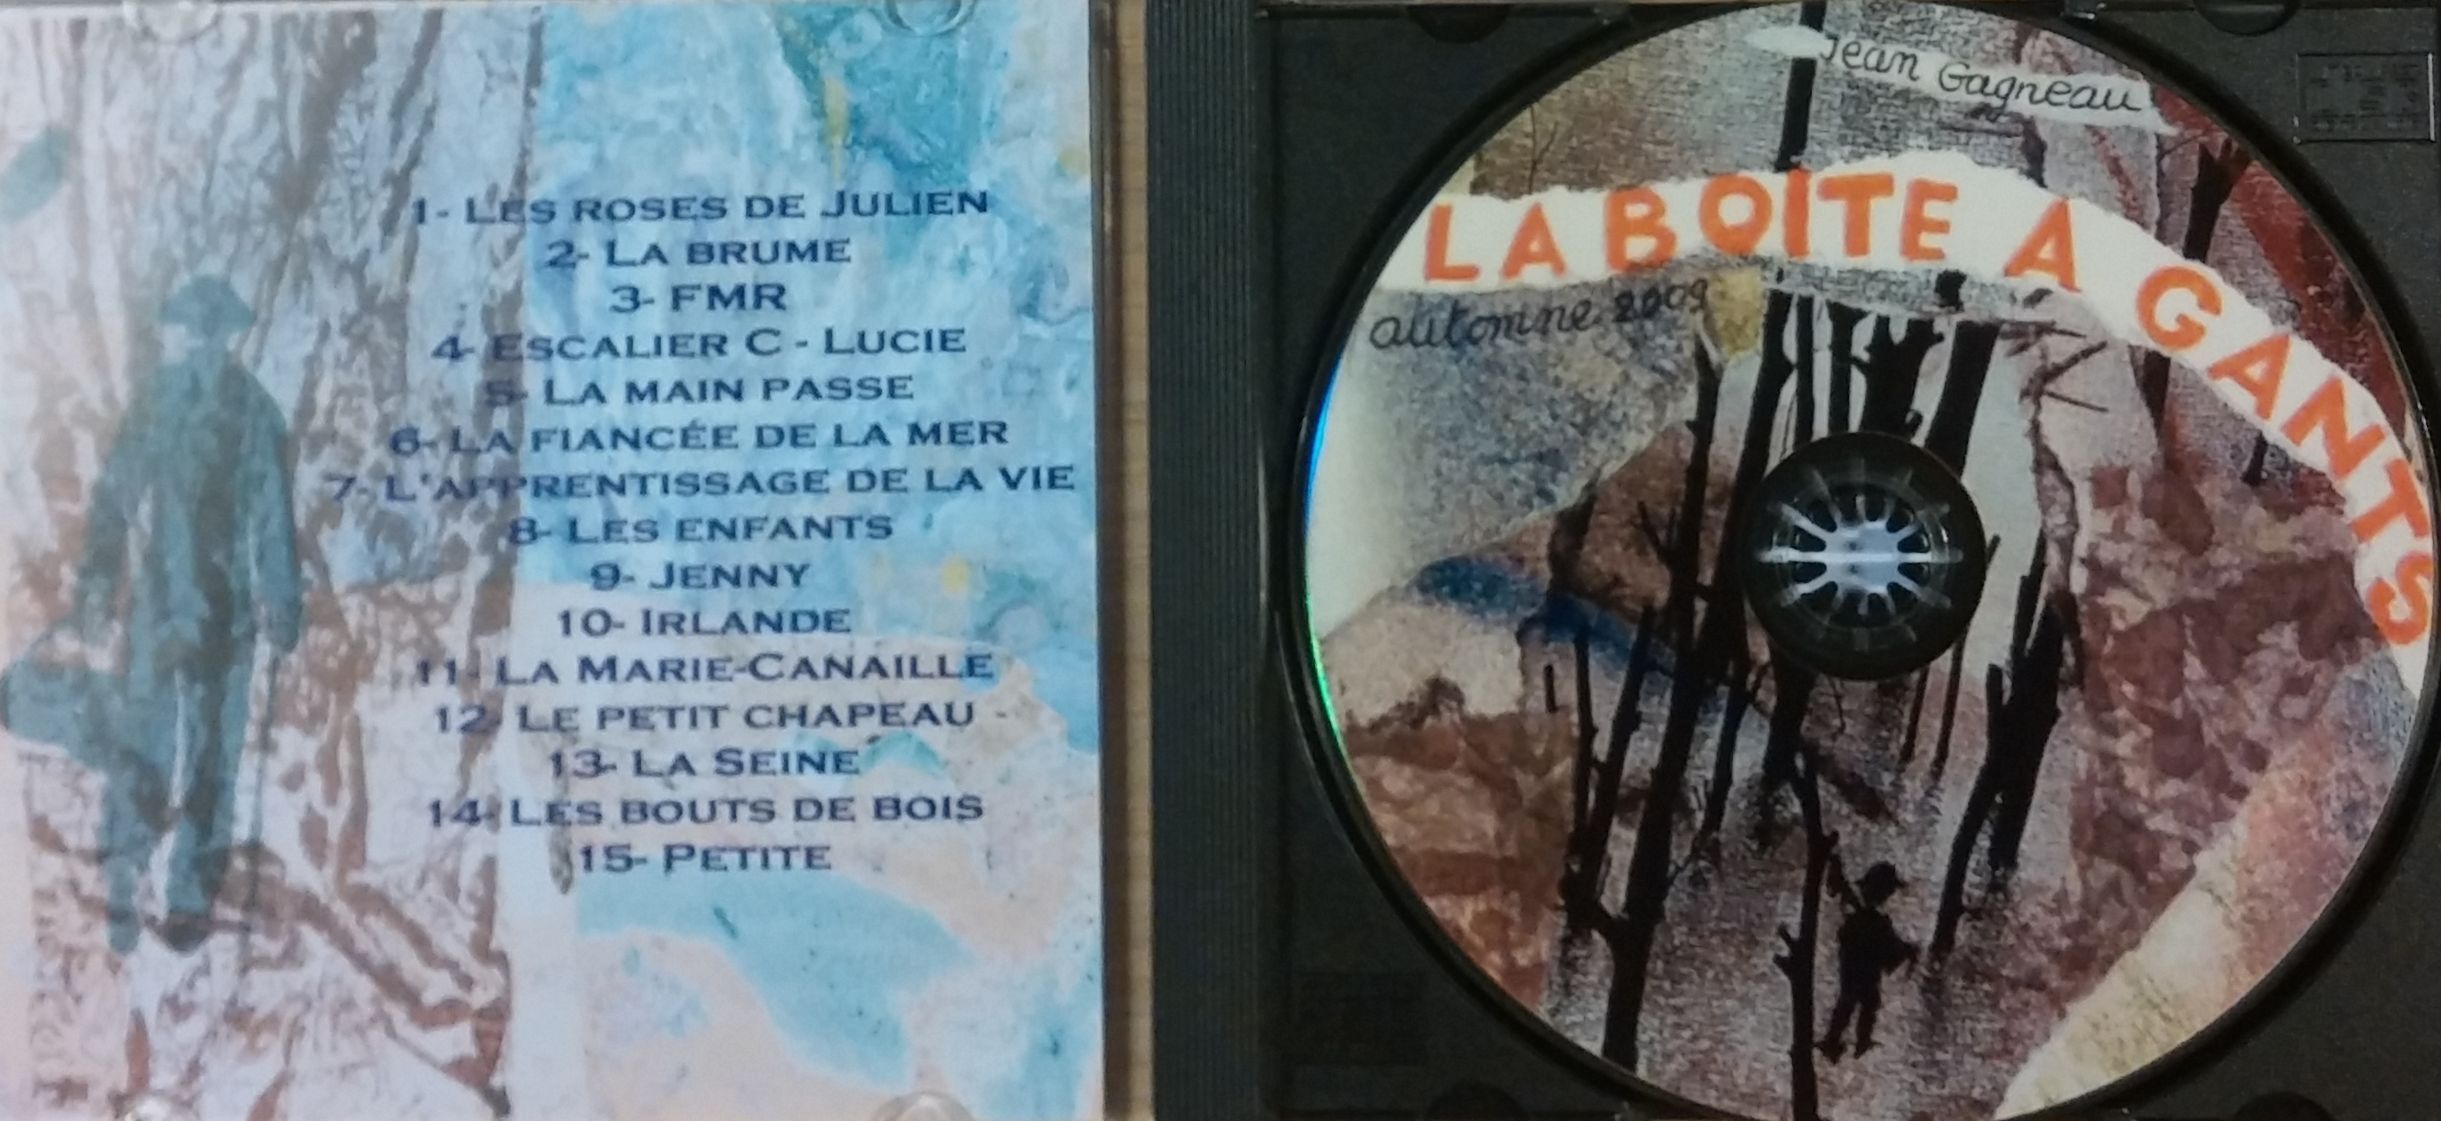 1- Les roses de Julien
2- La brume
3- FMR
4- Escalier C - Lucie
5- La main passe
6- La fiancée de la mer
7- L'apprentissage de la vie
8- Les enfants
9- Jenny
10- Irlande
11- La Marie-Canaille
12- Le petit chapeau
13- La Seine
14- Les bouts de bois
15- Petite
Jean Gagneau
LA BOITE A GANTS
automne 2009